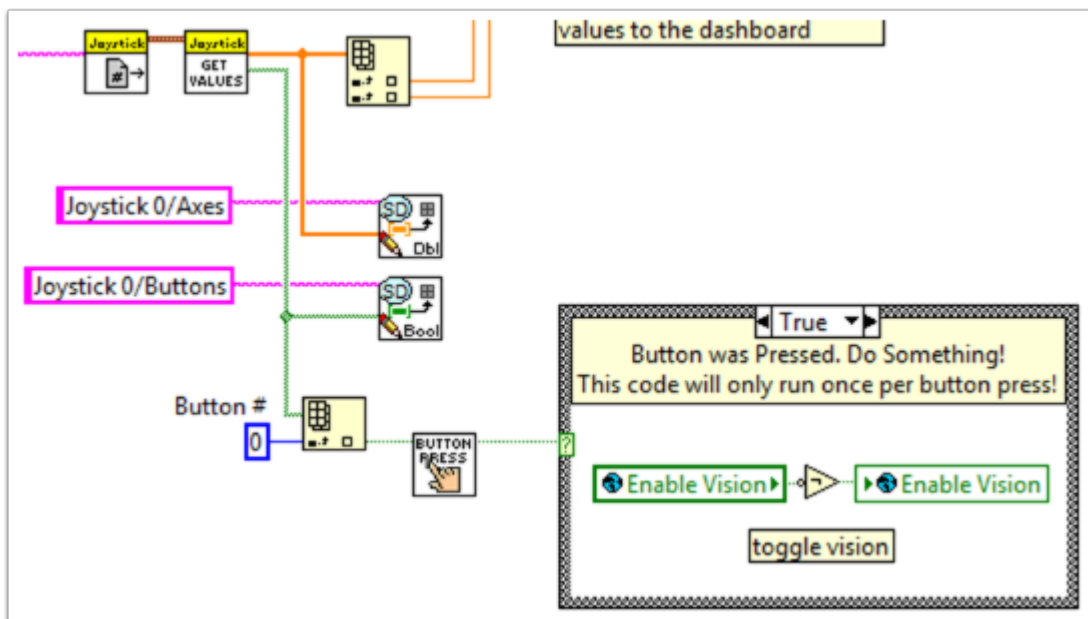 values to the dashboard
Joystick
Joystick
#
GET
VALUES
Joystick 0/Axes
SD
Dbl
Joystick 0/Buttons
SD
Bool
True
Button was Pressed. Do Something!
This code will only run once per button press!
Button #
0
BUTTON
PRESS
?
Enable Vision
Enable Vision
toggle vision